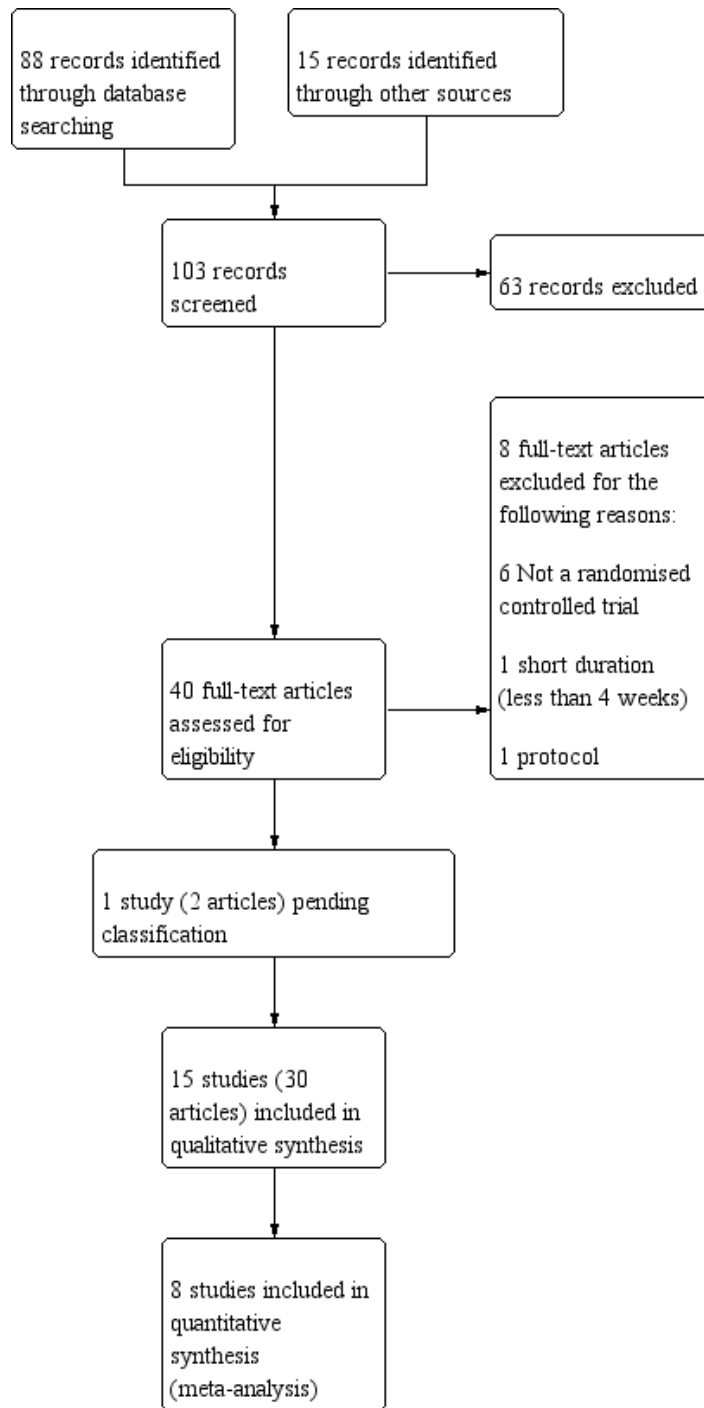 88 records identified
through database
searching
15 records identified
through other sources
103 records
screened
63 records excluded
8 full-text articles
excluded for the
following reasons:
6 Not a randomised
controlled trial
1 short duration
(less than 4 weeks)
1 protocol
40 full-text articles
assessed for
eligibility
1 study (2 articles) pending
classification
15 studies (30
articles) included in
qualitative synthesis
8 studies included in
quantitative
synthesis
(meta-analysis)